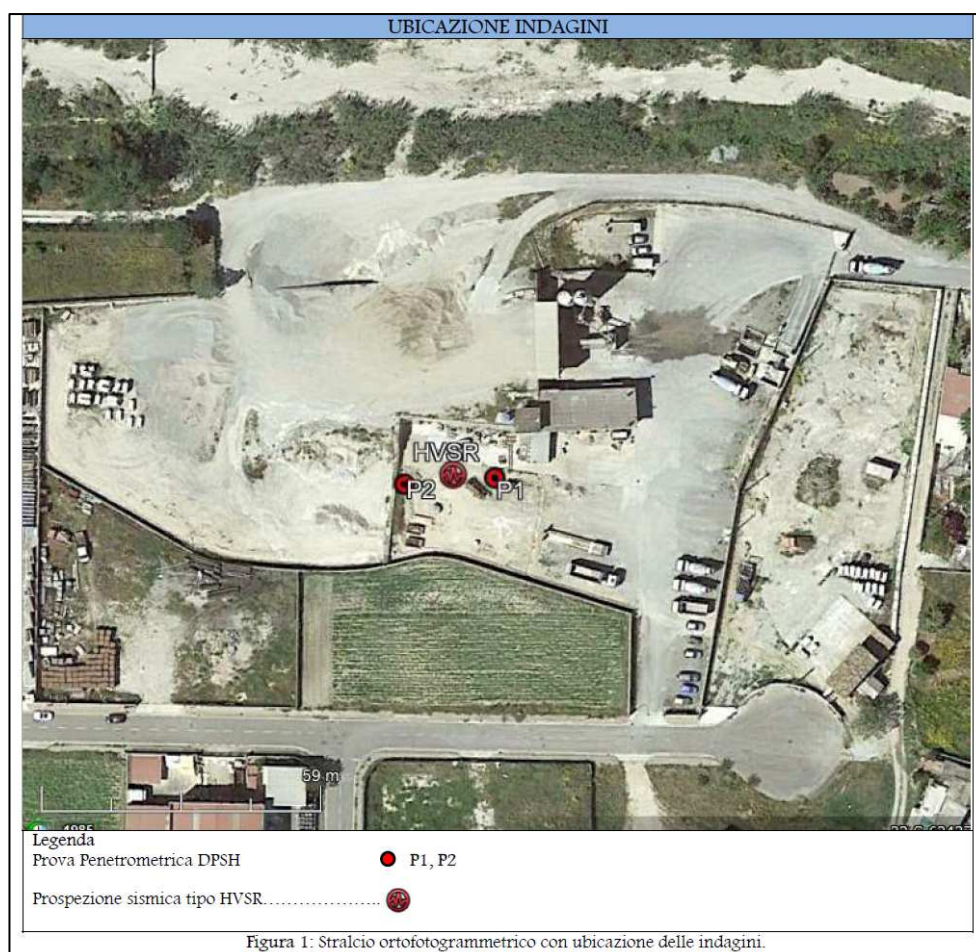 UBICAZIONE INDAGINI
HVSR
P2
P1
59 m
Legenda
Prova Penetrometrica DPSH P1, P2
Prospezione sismica tipo HVSR....................
Figura 1: Stralcio ortofotogrammetrico con ubicazione delle indagini.